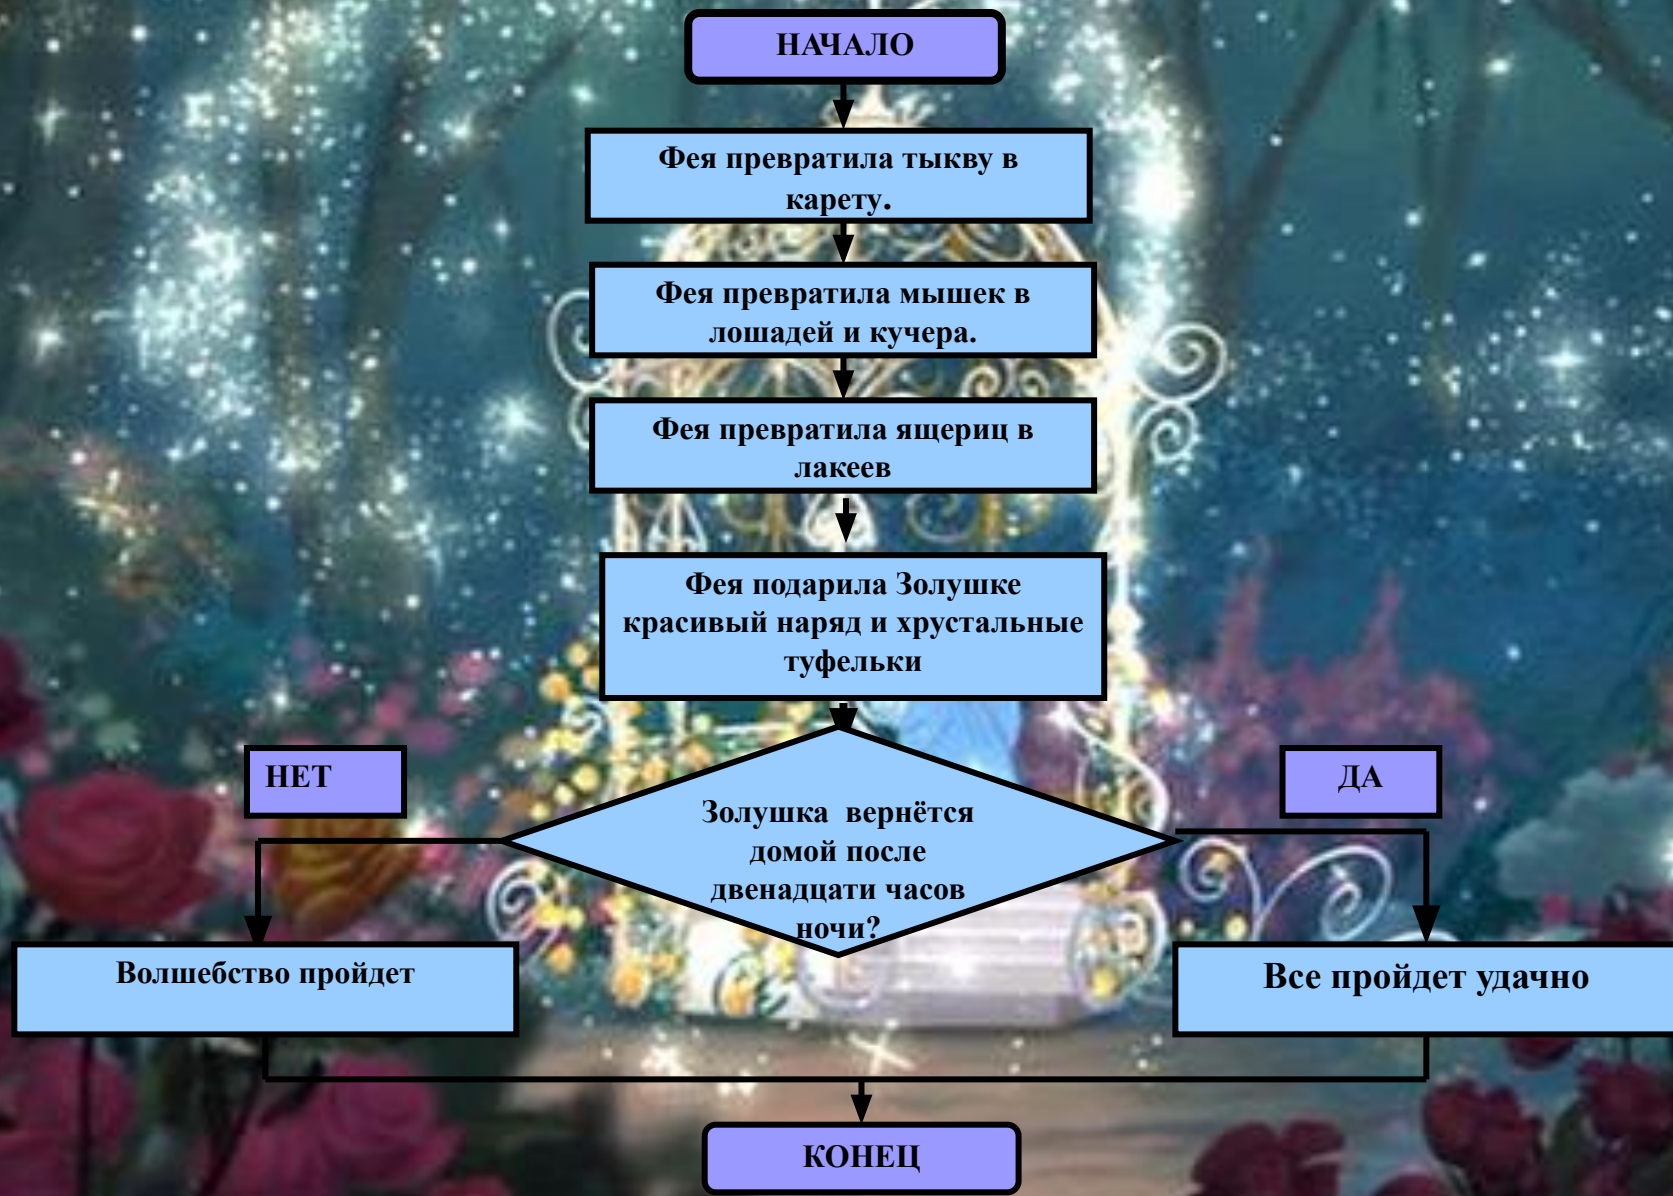 НАЧАЛО
Фея превратила тыкву в
карету.
Фея превратила мышек в
лошадей и кучера.
Фея превратила ящериц в
лакеев
Фея подарила Золушке
красивый наряд и хрустальные
туфельки
НЕТ
ДА
Золушка вернётся
домой после
двенадцати часов
ночи?
Волшебство пройдет
Все пройдет удачно
КОНЕЦ